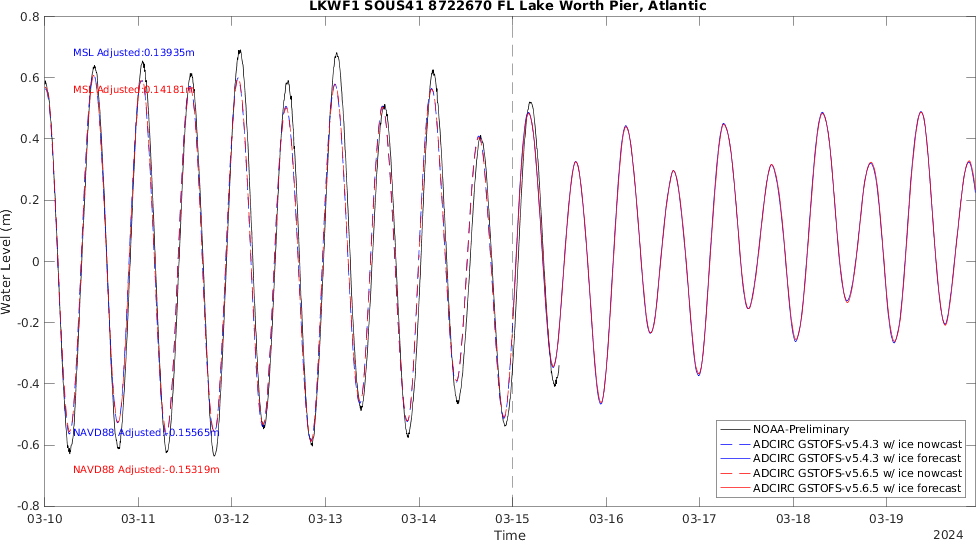 LKWF1 SOUS41 8722670 FL Lake Worth Pier, Atlantic
0.8
0.6
0.4
0.2
0
-0.2
-0.4
-0.6
-0.8
Water Level (m)
MSL Adjusted:0.13935m
MSL Adjusted:0.14181m
NAVD88 Adjusted:-0.15565m
NAVD88 Adjusted:-0.15319m
NOAA-Preliminary
ADCIRC GSTOFS-v5.4.3 w/ ice nowcast
ADCIRC GSTOFS-v5.4.3 w/ ice forecast
ADCIRC GSTOFS-v5.6.5 w/ ice nowcast
ADCIRC GSTOFS-v5.6.5 w/ ice forecast
03-10 03-11 03-12 03-13 03-14 03-15 03-16 03-17 03-18 03-19
Time
2024